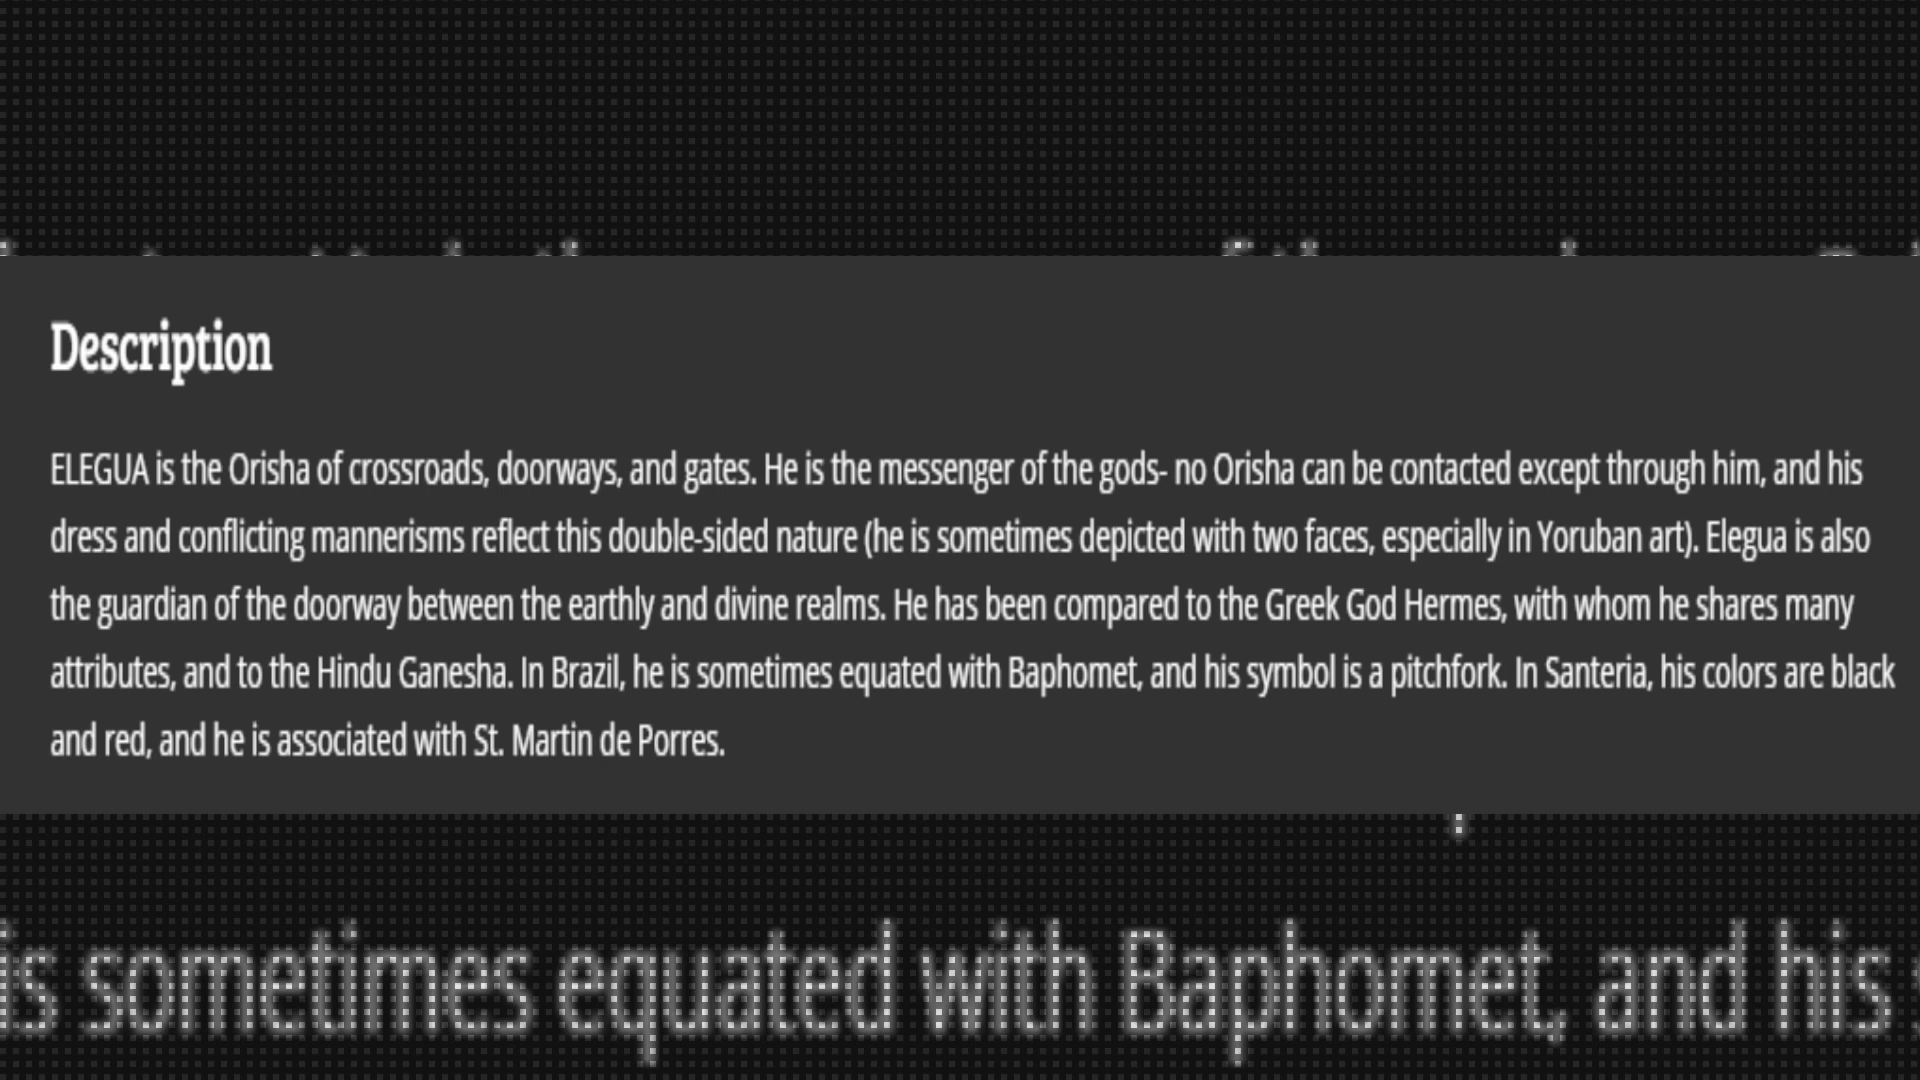 Description
ELEGUA is the Orisha of crossroads, doorways, and gates. He is the messenger of the gods- no Orisha can be contacted except through him, and his
dress and conflicting mannerisms reflect this double-sided nature (he is sometimes depicted with two faces, especially in Yoruban art). Elegua is also
the guardian of the doorway between the earthly and divine realms. He has been compared to the Greek God Hermes, with whom he shares many
attributes, and to the Hindu Ganesha. In Brazil, he is sometimes equated with Baphomet, and his symbol is a pitchfork. In Santeria, his colors are black
and red, and he is associated with St. Martin de Porres.
is sometimes equated with Baphomet, and his